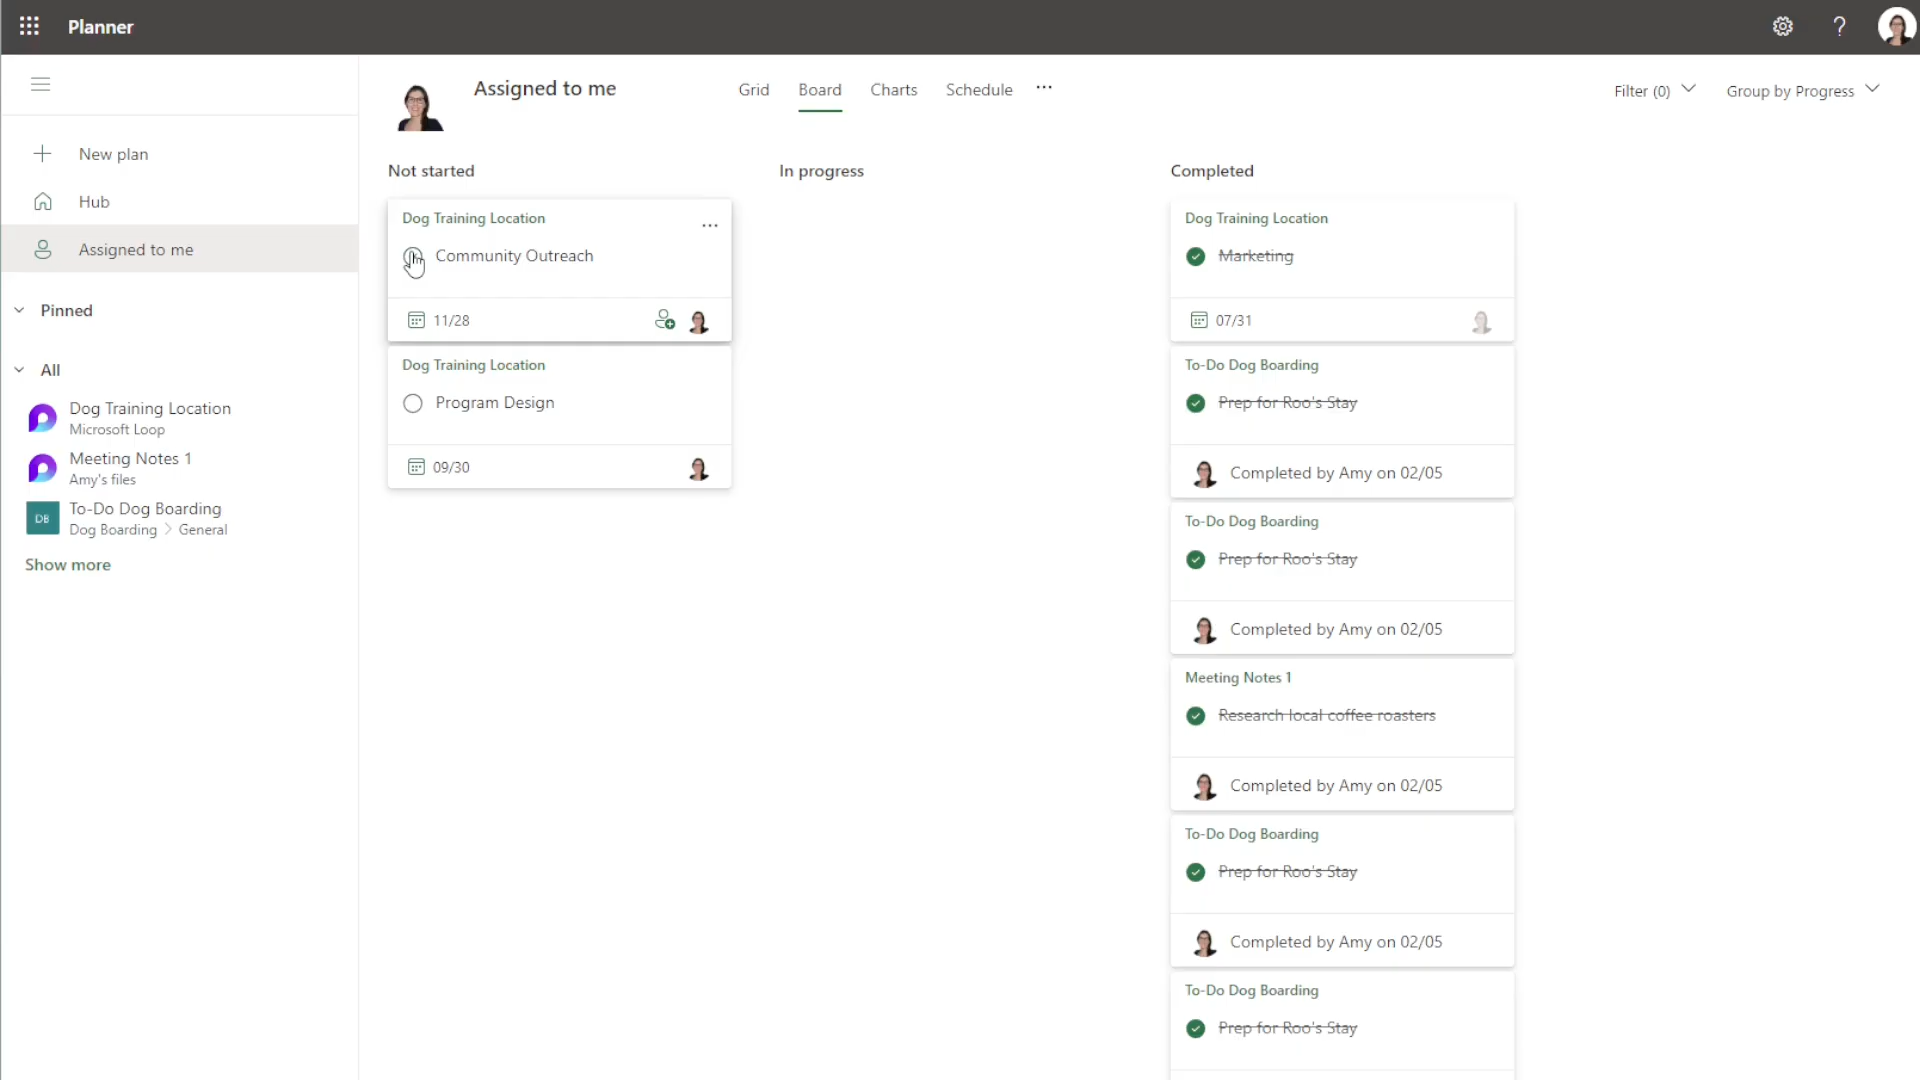 Planner
?
Assigned to me
Grid
Board
Charts
Schedule
...
Filter (0)
Group by Progress
New plan
Hub
Assigned to me
Pinned
All
Dog Training Location
Microsoft Loop
Meeting Notes 1
Amy's files
DB
To-Do Dog Boarding
Dog Boarding > General
Show more
Not started
Dog Training Location
...
Community Outreach
11/28
Dog Training Location
Program Design
09/30
In progress
Completed
Dog Training Location
Marketing
07/31
To-Do Dog Boarding
Prep for Roo's Stay
Completed by Amy on 02/05
To-Do Dog Boarding
Prep for Roo's Stay
Completed by Amy on 02/05
Meeting Notes 1
Research local coffee roasters
Completed by Amy on 02/05
To-Do Dog Boarding
Prep for Roo's Stay
Completed by Amy on 02/05
To-Do Dog Boarding
Prep for Roo's Stay